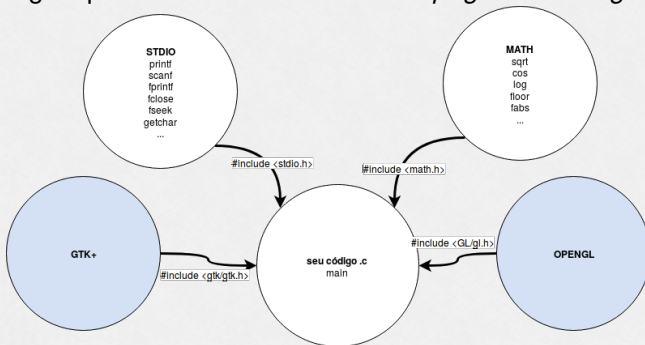 STDIO
printf
scanf
fprintf
fclose
fseek
getchar
...
MATH
sqrt
cos
log
floor
fabs
...
#include <stdio.h>
#include <math.h>
GTK+
#include <gtk/gtk.h>
seu código .c
main
#include <GL/gl.h>
OPENGL